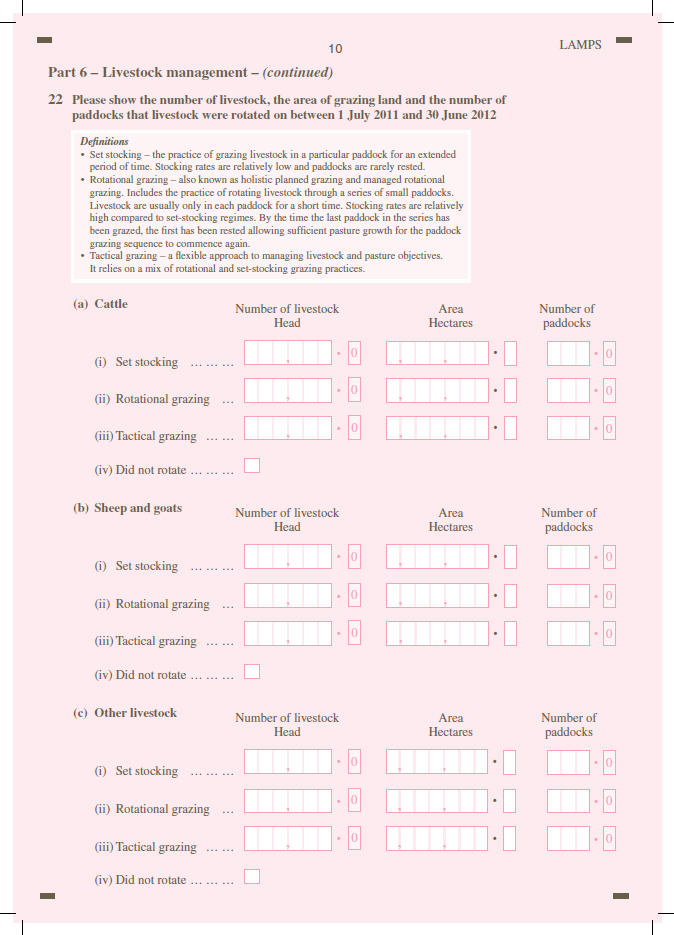 10
LAMPS
Part 6 – Livestock management – (continued)
22 Please show the number of livestock, the area of grazing land and the number of
paddocks that livestock were rotated on between 1 July 2011 and 30 June 2012
Definitions
• Set stocking – the practice of grazing livestock in a particular paddock for an extended
period of time. Stocking rates are relatively low and paddocks are rarely rested.
• Rotational grazing – also known as holistic planned grazing and managed rotational
grazing. Includes the practice of rotating livestock through a series of small paddocks.
Livestock are usually only in each paddock for a short time. Stocking rates are relatively
high compared to set-stocking regimes. By the time the last paddock in the series has
been grazed, the first has been rested allowing sufficient pasture growth for the paddock
grazing sequence to commence again.
• Tactical grazing – a flexible approach to managing livestock and pasture objectives.
It relies on a mix of rotational and set-stocking grazing practices.
(a) Cattle
Number of livestock Area Number of
Head Hectares paddocks
(i) Set stocking ... ... ... , • 0 , , • • 0
(ii) Rotational grazing ... , • 0 , , • • 0
(iii) Tactical grazing ... ... , • 0 , , • • 0
(iv) Did not rotate ... ... ...
(b) Sheep and goats
Number of livestock Area Number of
Head Hectares paddocks
(i) Set stocking ... ... ... , • 0 , , • • 0
(ii) Rotational grazing ... , • 0 , , • • 0
(iii) Tactical grazing ... ... , • 0 , , • • 0
(iv) Did not rotate ... ... ...
(c) Other livestock
Number of livestock Area Number of
Head Hectares paddocks
(i) Set stocking ... ... ... , • 0 , , • • 0
(ii) Rotational grazing ... , • 0 , , • • 0
(iii) Tactical grazing ... ... , • 0 , , • • 0
(iv) Did not rotate ... ... ...